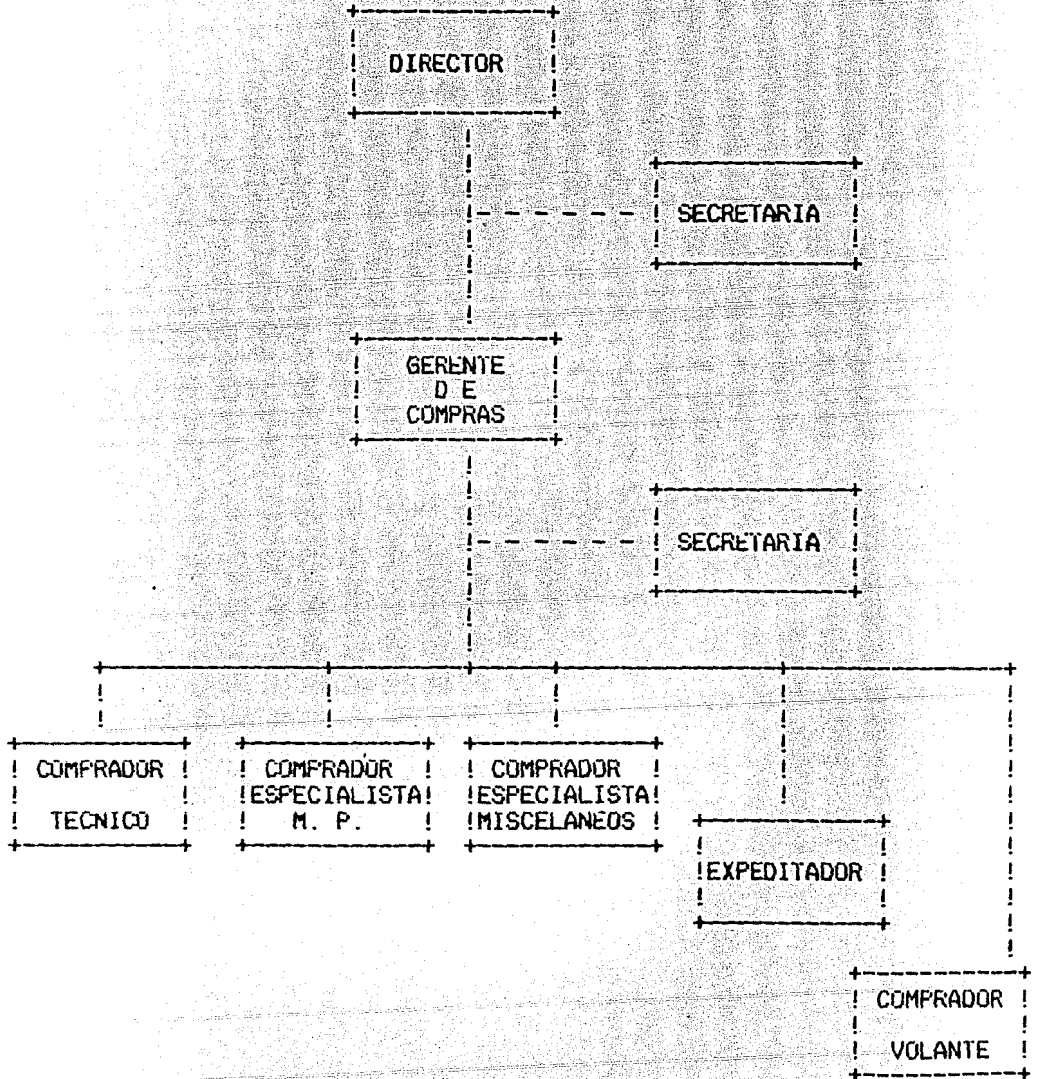 DIRECTOR
SECRETARIA
GERENTE
D E
COMPRAS
SECRETARIA
COMPRADOR
TECNICO
COMPRADOR
ESPECIALISTA
M. P.
COMPRADOR
ESPECIALISTA
MISCELANEOS
EXPEDITADOR
COMPRADOR
VOLANTE